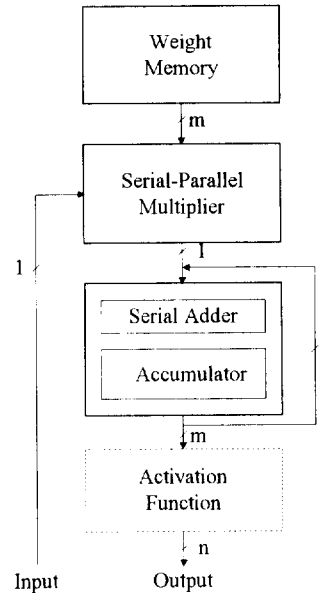 Weight
Memory
m
Serial-Parallel
Multiplier
1
1
Serial Adder
Accumulator
m
Activation
Function
n
Input
Output